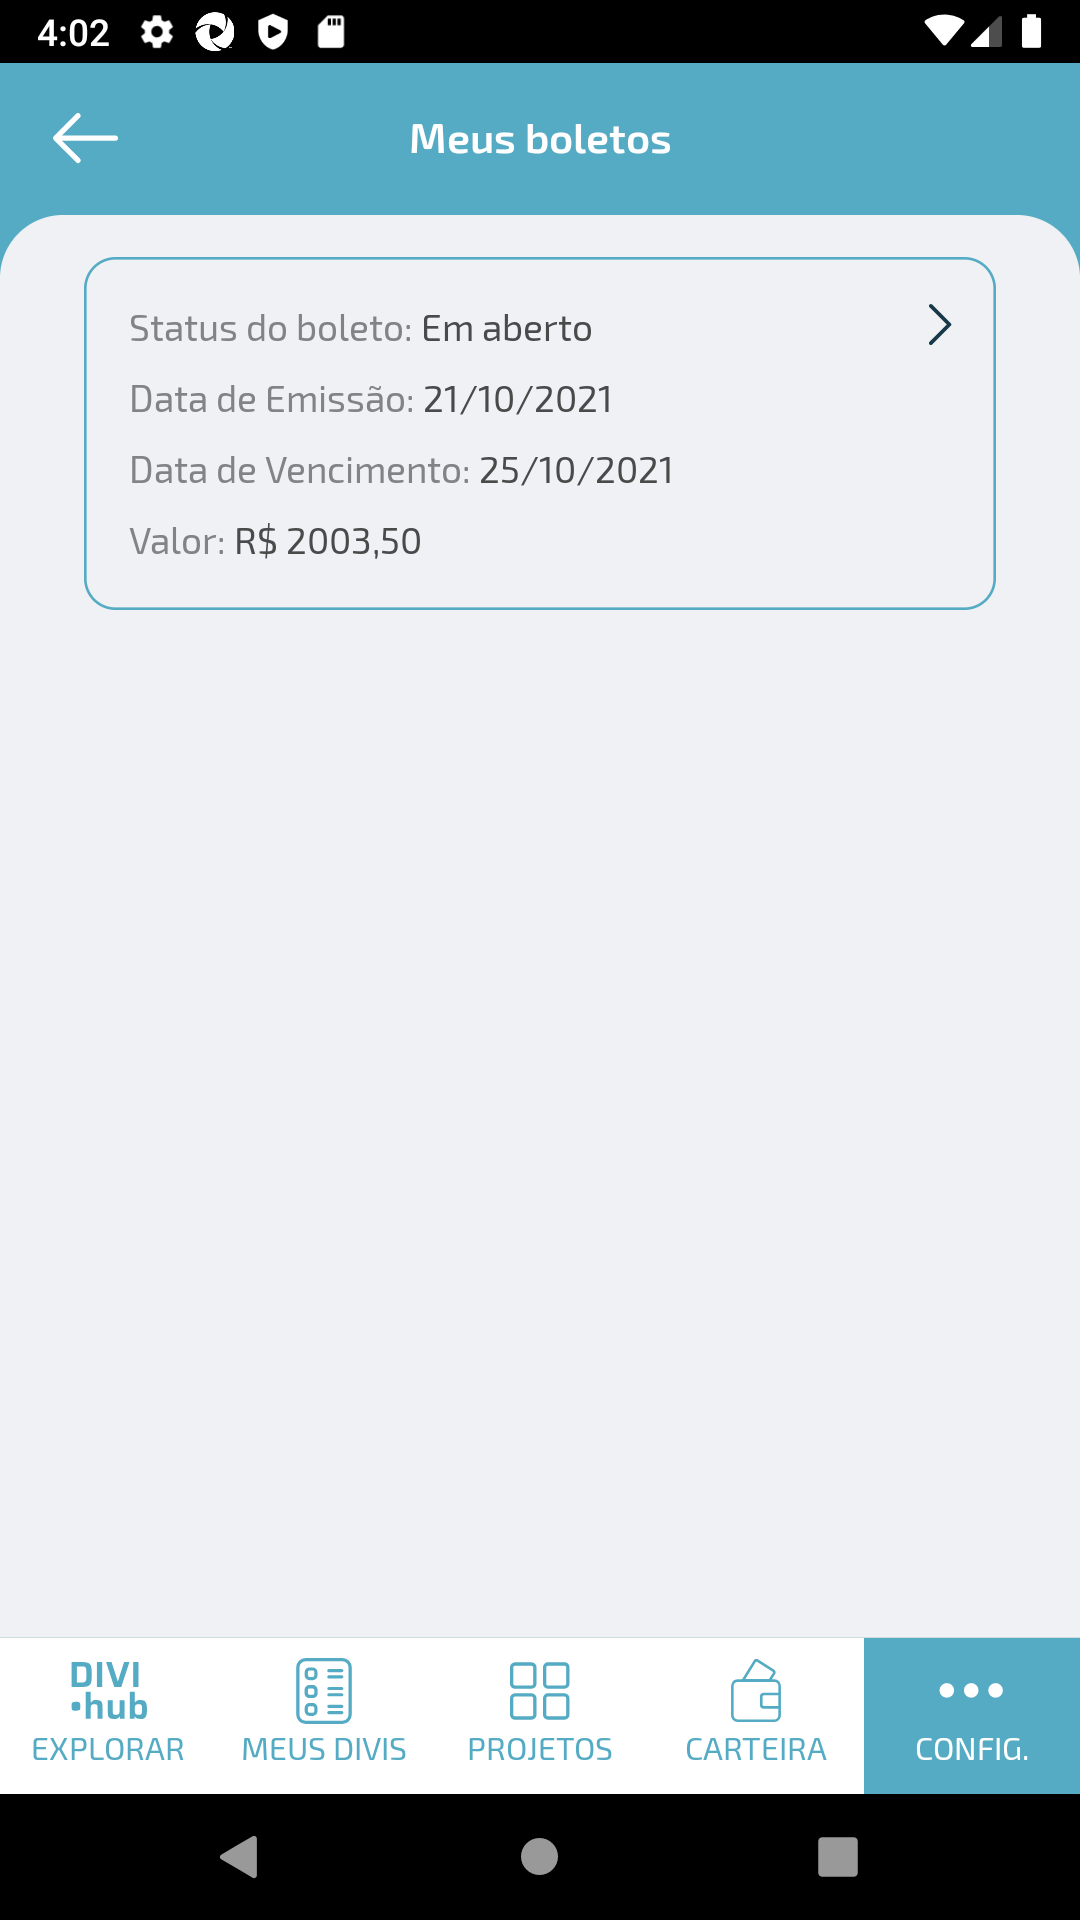 4:02
Meus boletos
Status do boleto: Em aberto
Data de Emissão: 21/10/2021
Data de Vencimento: 25/10/2021
Valor: R$ 2003,50
DIVI
•hub
EXPLORAR
MEUS DIVIS
PROJETOS
CARTEIRA
CONFIG.